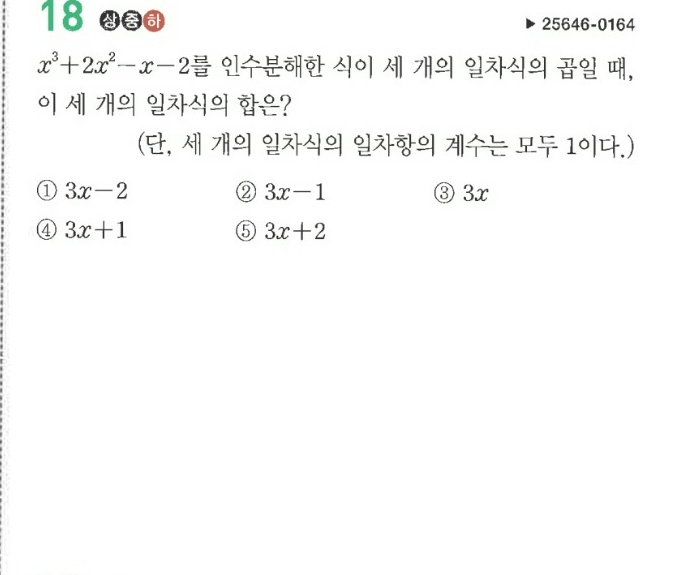 18 상 중 하 ▶ 25646-0164
x³+2x²-x-2를 인수분해한 식이 세 개의 일차식의 곱일 때,
이 세 개의 일차식의 합은?
(단, 세 개의 일차식의 일차항의 계수는 모두 1이다.)
① 3x-2 ② 3x-1 ③ 3x
④ 3x+1 ⑤ 3x+2